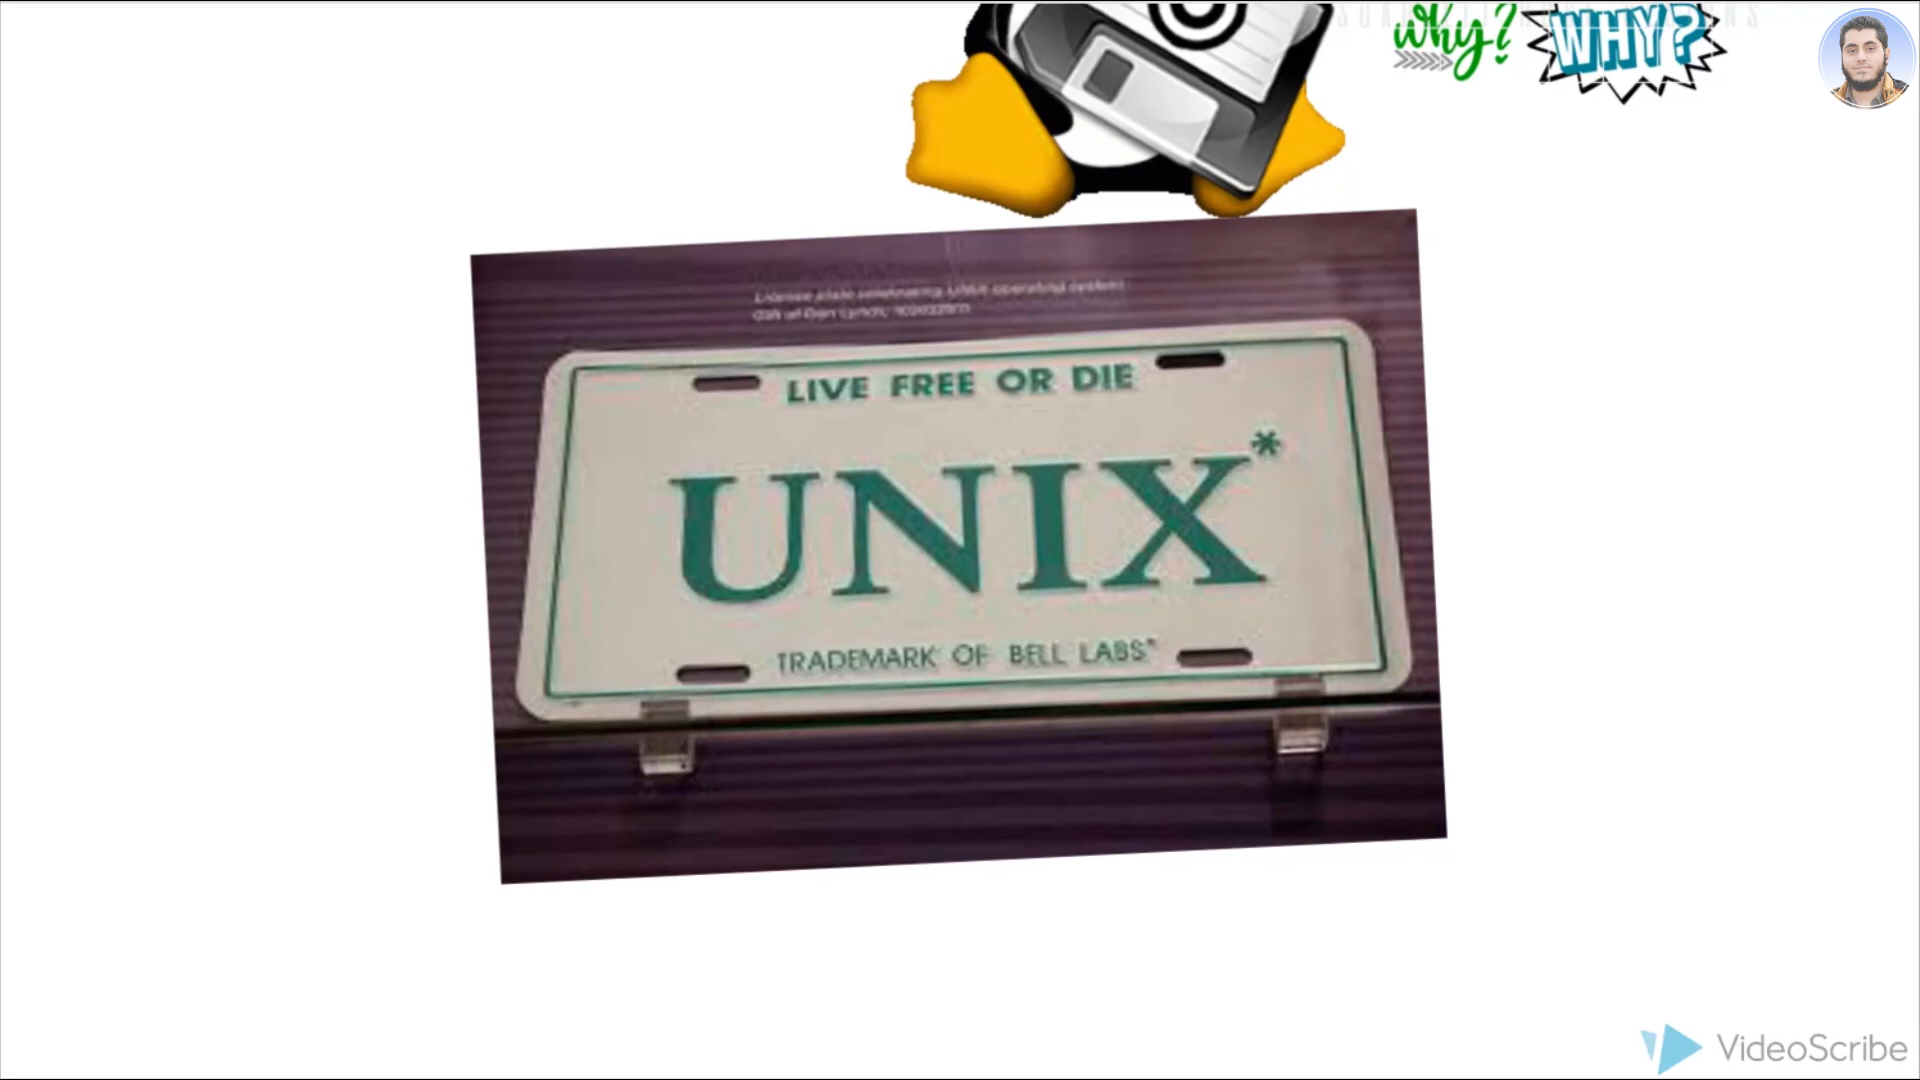 why?
WHY?
LIVE FREE OR DIE
UNIX*
TRADEMARK OF BELL LABS*
VideoScribe